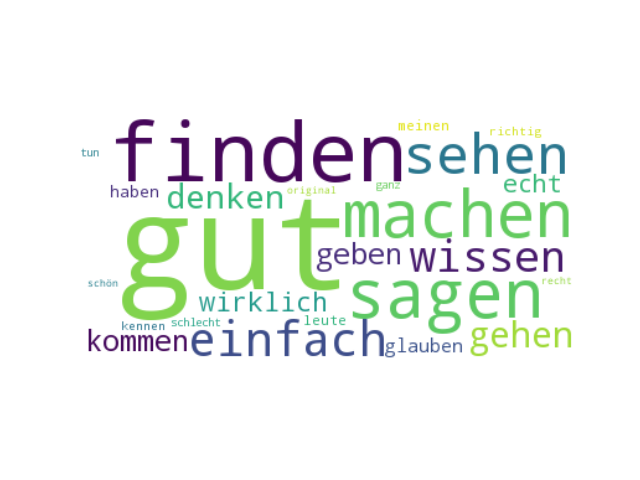 finden
meinen
richtig
tun
sehen
haben
denken
original
ganz
echt
gut
machen
geben
wissen
schön
wirklich
sagen
recht
kennen
schlecht
leute
kommen
einfach
glauben
gehen